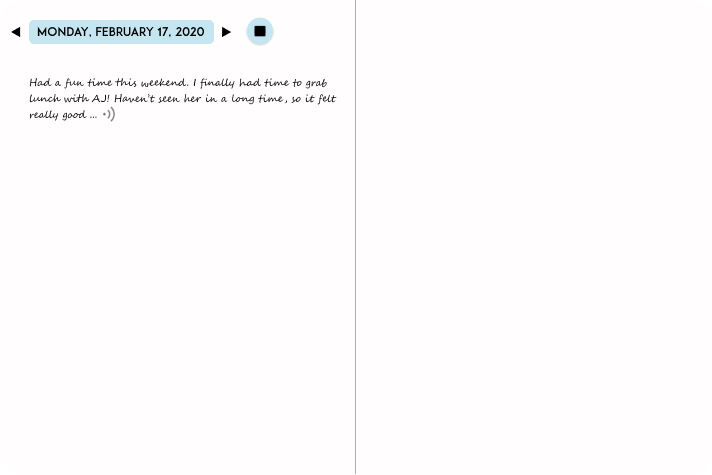 MONDAY, FEBRUARY 17, 2020
Had a fun time this weekend. I finally had time to grab
lunch with AJ! Haven't seen her in a long time, so it felt
really good ...